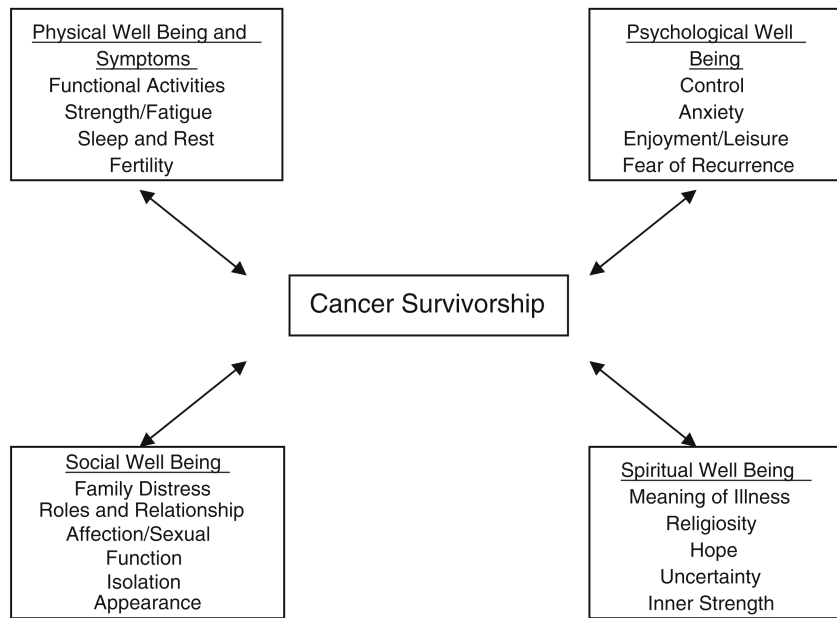 Physical Well Being and
Symptoms
Functional Activities
Strength/Fatigue
Sleep and Rest
Fertility
Psychological Well
Being
Control
Anxiety
Enjoyment/Leisure
Fear of Recurrence
Cancer Survivorship
Social Well Being
Family Distress
Roles and Relationship
Affection/Sexual
Function
Isolation
Appearance
Spiritual Well Being
Meaning of Illness
Religiosity
Hope
Uncertainty
Inner Strength